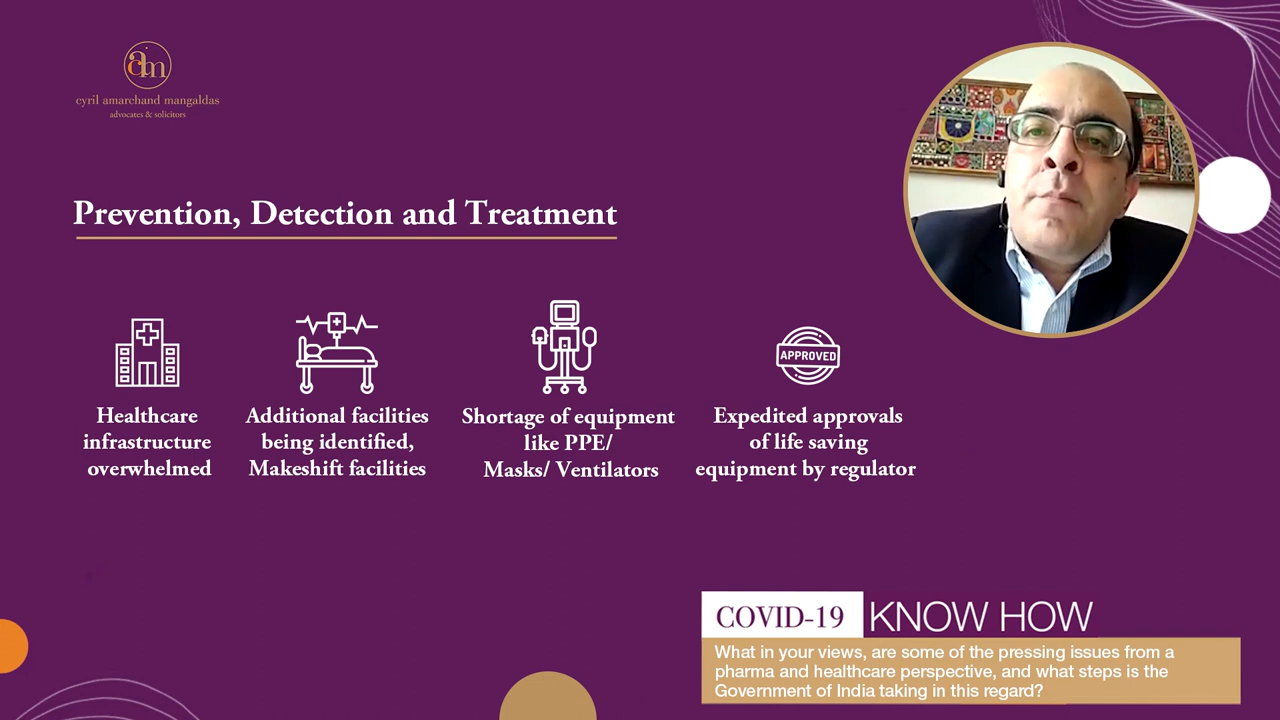 cam
cyril amarchand mangaldas
advocates & solicitors
Prevention, Detection and Treatment
Healthcare
infrastructure
overwhelmed
Additional facilities
being identified,
Makeshift facilities
Shortage of equipment
like PPE/
Masks/ Ventilators
APPROVED
Expedited approvals
of life saving
equipment by regulator
COVID-19 KNOW HOW
What in your views, are some of the pressing issues from a
pharma and healthcare perspective, and what steps is the
Government of India taking in this regard?